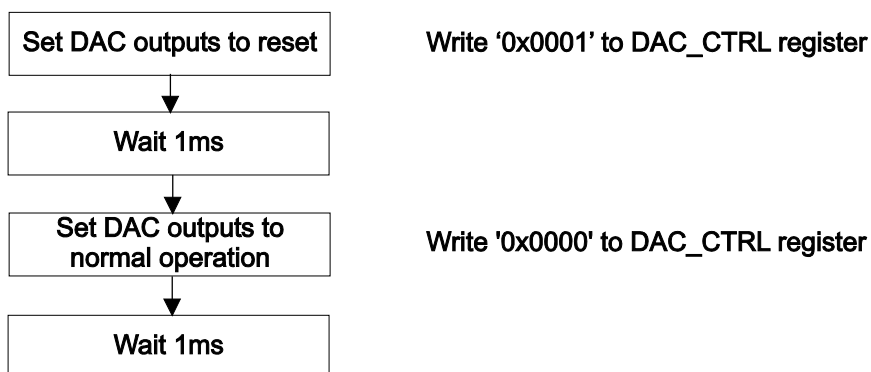 Set DAC outputs to reset
Write ‘0x0001’ to DAC_CTRL register
Wait 1ms
Set DAC outputs to
normal operation
Write '0x0000' to DAC_CTRL register
Wait 1ms